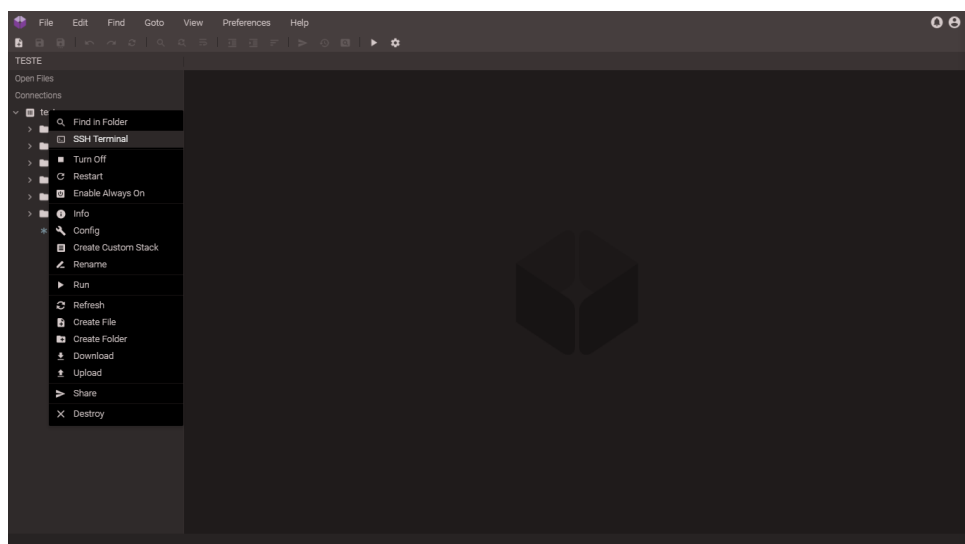 File Edit Find Goto View Preferences Help
TESTE
Open Files
Connections
Find in Folder
SSH Terminal
Turn Off
Restart
Enable Always On
Info
Config
Create Custom Stack
Rename
Run
Refresh
Create File
Create Folder
Download
Upload
Share
Destroy